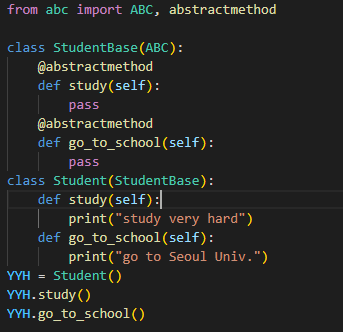 from abc import ABC, abstractmethod
class StudentBase(ABC):
    @abstractmethod
    def study(self):
        pass
    @abstractmethod
    def go_to_school(self):
        pass
class Student(StudentBase):
    def study(self):
        print("study very hard")
    def go_to_school(self):
        print("go to Seoul Univ.")
YYH = Student()
YYH.study()
YYH.go_to_school()